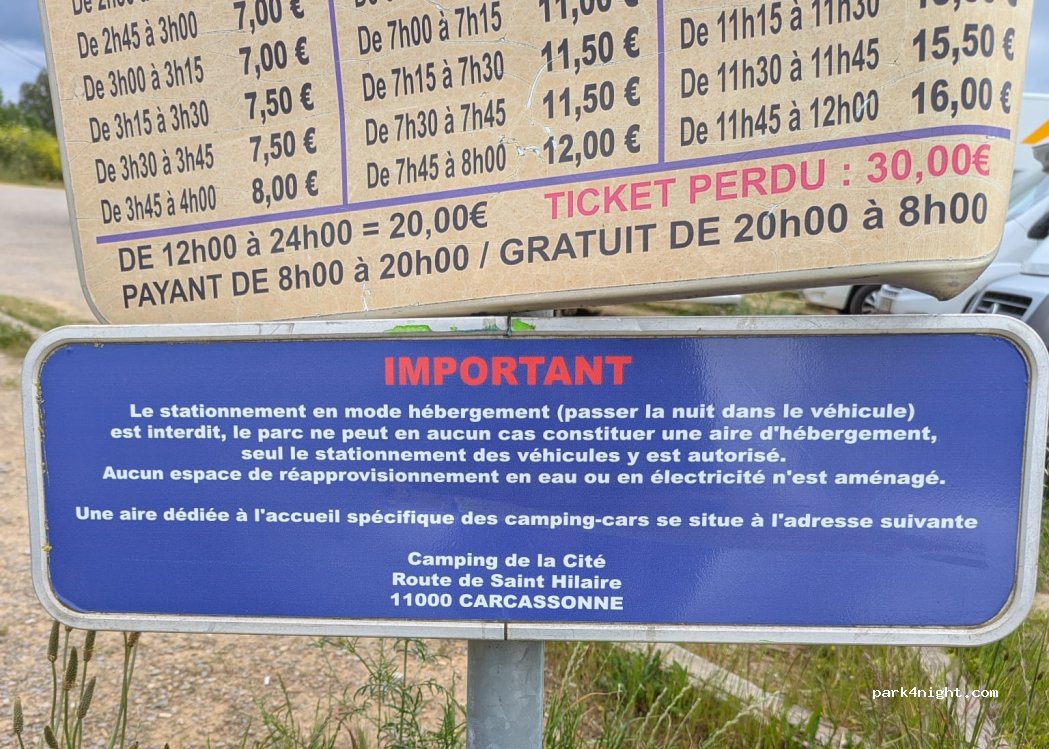 De 2h45 à 3h00 7,00 €
De 3h00 à 3h15 7,00 €
De 3h15 à 3h30 7,50 €
De 3h30 à 3h45 7,50 €
De 3h45 à 4h00 8,00 €
11,00 €
De 7h00 à 7h15 11,50 €
De 7h15 à 7h30 11,50 €
De 7h30 à 7h45 12,00 €
De 7h45 à 8h00
De 11h15 à 11h30 15,50 €
De 11h30 à 11h45 16,00 €
De 11h45 à 12h00
TICKET PERDU : 30,00€
DE 12h00 à 24h00 = 20,00€
PAYANT DE 8h00 à 20h00 / GRATUIT DE 20h00 à 8h00
IMPORTANT
Le stationnement en mode hébergement (passer la nuit dans le véhicule)
est interdit, le parc ne peut en aucun cas constituer une aire d'hébergement,
seul le stationnement des véhicules y est autorisé.
Aucun espace de réapprovisionnement en eau ou en électricité n'est aménagé.
Une aire dédiée à l'accueil spécifique des camping-cars se situe à l'adresse suivante
Camping de la Cité
Route de Saint Hilaire
11000 CARCASSONNE
park4night.com